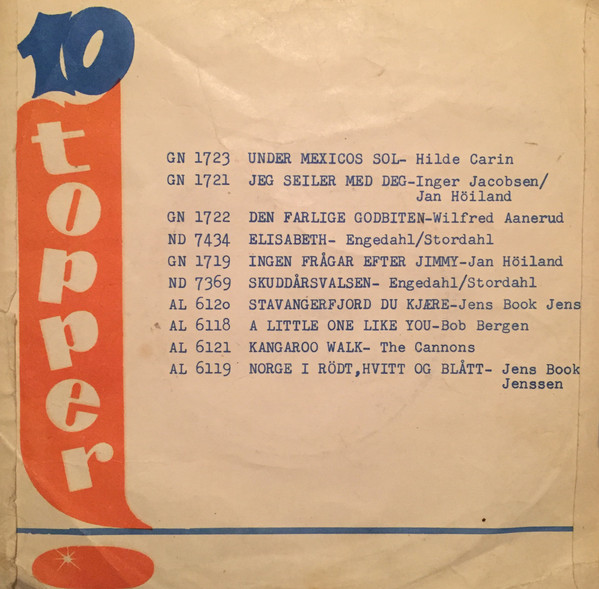 10
topper
GN 1723 UNDER MEXICOS SOL- Hilde Carin
GN 1721 JEG SEILER MED DEG-Inger Jacobsen/
Jan Höiland
GN 1722 DEN FARLIGE GODBITEN-Wilfred Aanerud
ND 7434 ELISABETH- Engedahl/Stordahl
GN 1719 INGEN FRÅGAR EFTER JIMMY-Jan Höiland
ND 7369 SKUDDÅRSVALSEN- Engedahl/Stordahl
AL 6120 STAVANGERFJORD DU KJÆRE-Jens Book Jens
AL 6118 A LITTLE ONE LIKE YOU-Bob Bergen
AL 6121 KANGAROO WALK- The Cannons
AL 6119 NORGE I RÖDT,HVITT OG BLÅTT- Jens Book
Jenssen